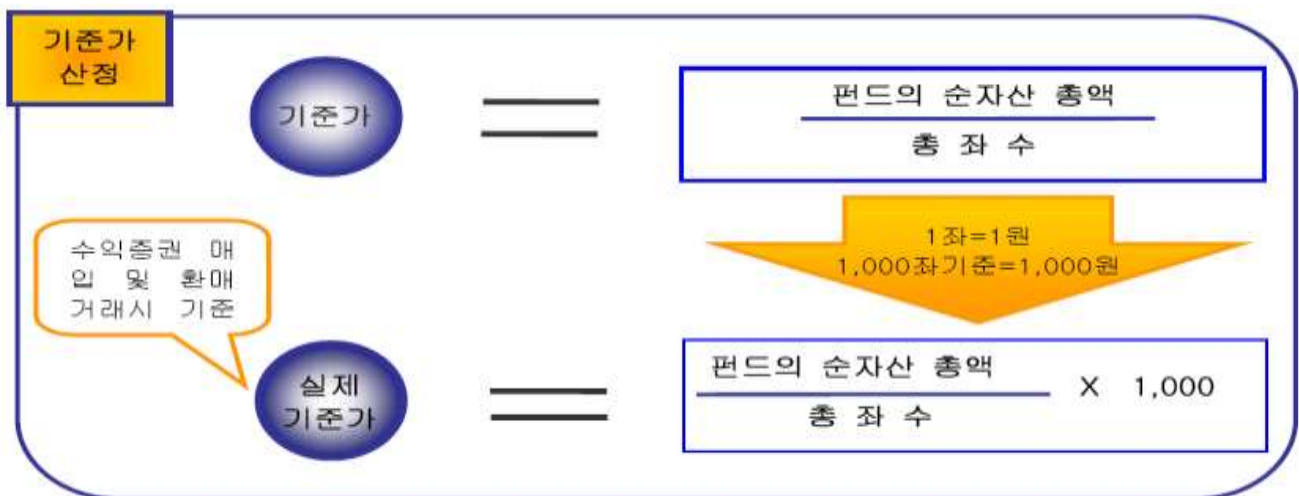 기준가
산정
기준가
펀드의 순자산 총액
총 좌 수
1좌=1원
1,000좌기준=1,000원
수익증권 매
입 및 환매
거래시 기준
실제
기준가
펀드의 순자산 총액
총 좌 수
X 1,000